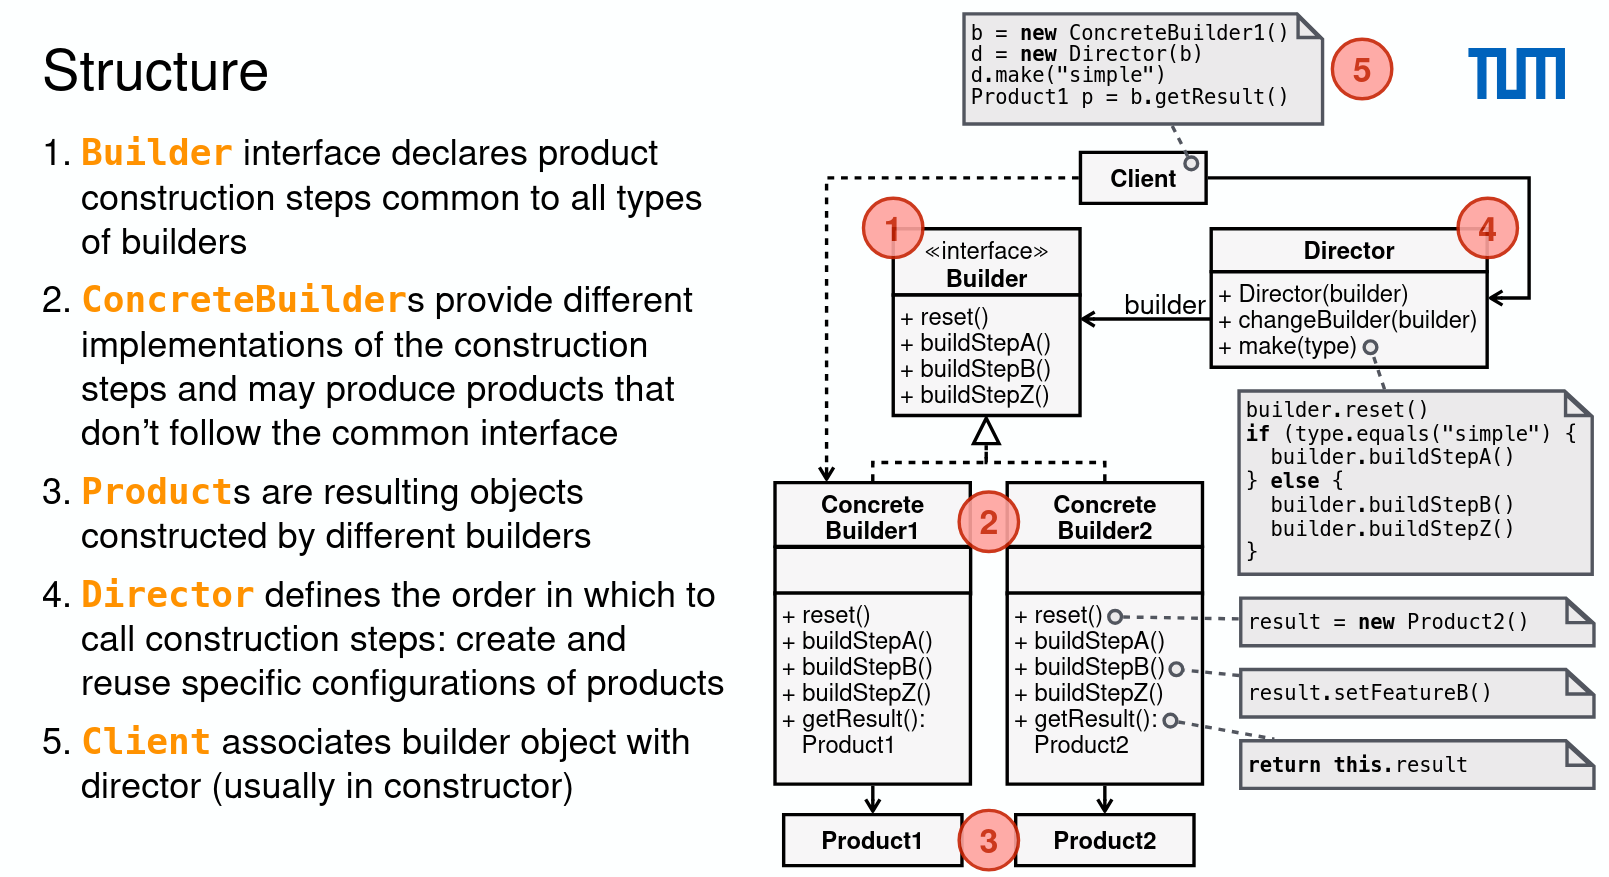 Structure
1. Builder interface declares product
construction steps common to all types
of builders
2. ConcreteBuilders provide different
implementations of the construction
steps and may produce products that
don’t follow the common interface
3. Products are resulting objects
constructed by different builders
4. Director defines the order in which to
call construction steps: create and
reuse specific configurations of products
5. Client associates builder object with
director (usually in constructor)
b = new ConcreteBuilder1()
d = new Director(b)
d.make("simple")
Product1 p = b.getResult()
5
TUM
Client
1
«interface»
Builder
+ reset()
+ buildStepA()
+ buildStepB()
+ buildStepZ()
builder
4
Director
+ Director(builder)
+ changeBuilder(builder)
+ make(type)
builder.reset()
if (type.equals("simple") {
builder.buildStepA()
} else {
builder.buildStepB()
builder.buildStepZ()
}
Concrete
Builder1
+ reset()
+ buildStepA()
+ buildStepB()
+ buildStepZ()
+ getResult():
Product1
2
Concrete
Builder2
+ reset()
+ buildStepA()
+ buildStepB()
+ buildStepZ()
+ getResult():
Product2
result = new Product2()
result.setFeatureB()
return this.result
Product1
3
Product2